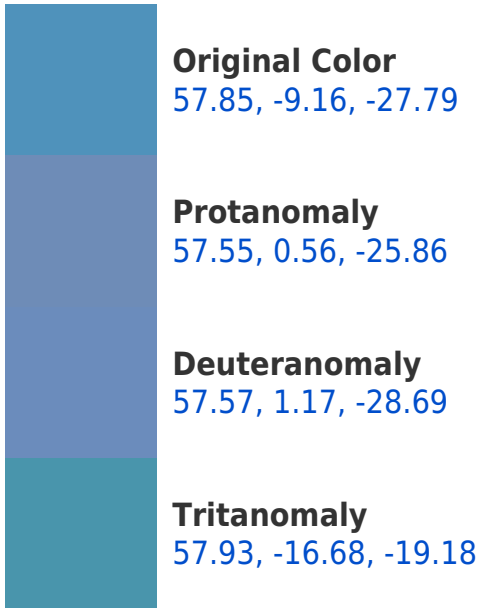 Original Color
57.85, -9.16, -27.79
Protanomaly
57.55, 0.56, -25.86
Deuteranomaly
57.57, 1.17, -28.69
Tritanomaly
57.93, -16.68, -19.18